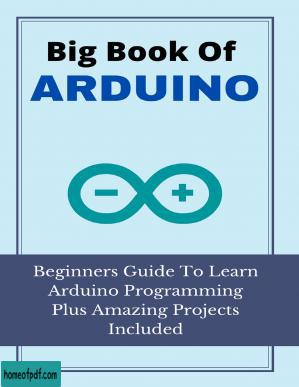 Big Book Of
ARDUINO
Beginners Guide To Learn
Arduino Programming
Plus Amazing Projects
Included
homeofpdf.com